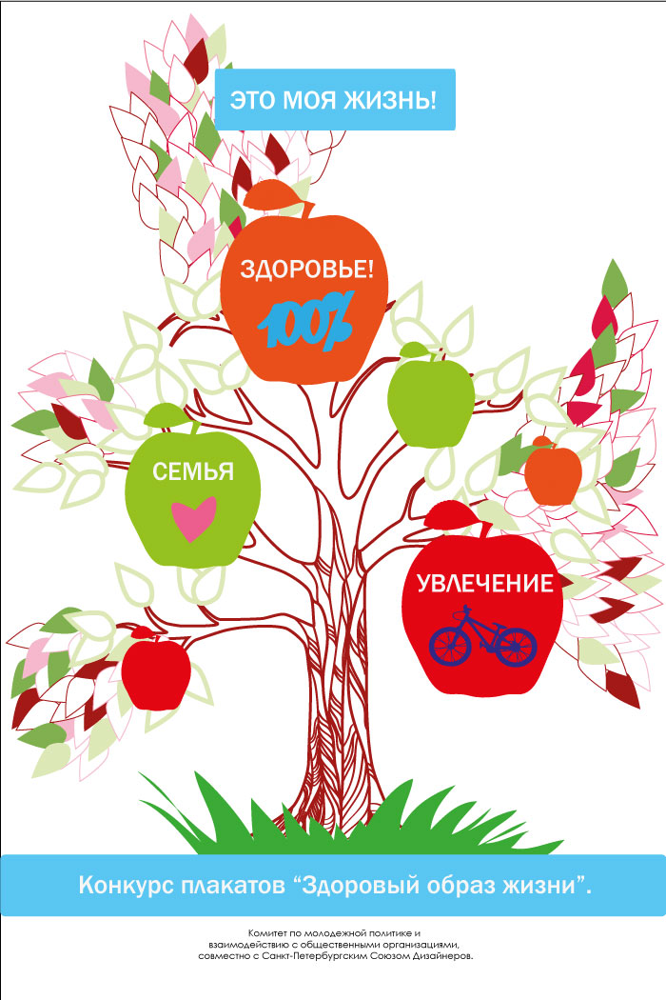 ЭТО МОЯ ЖИЗНЬ!
ЗДОРОВЬЕ!
100%
СЕМЬЯ
УВЛЕЧЕНИЕ
Конкурс плакатов “Здоровый образ жизни”.
Комитет по молодежной политике и
взаимодействию с общественными организациями,
совместно с Санкт-Петербургским Союзом Дизайнеров.